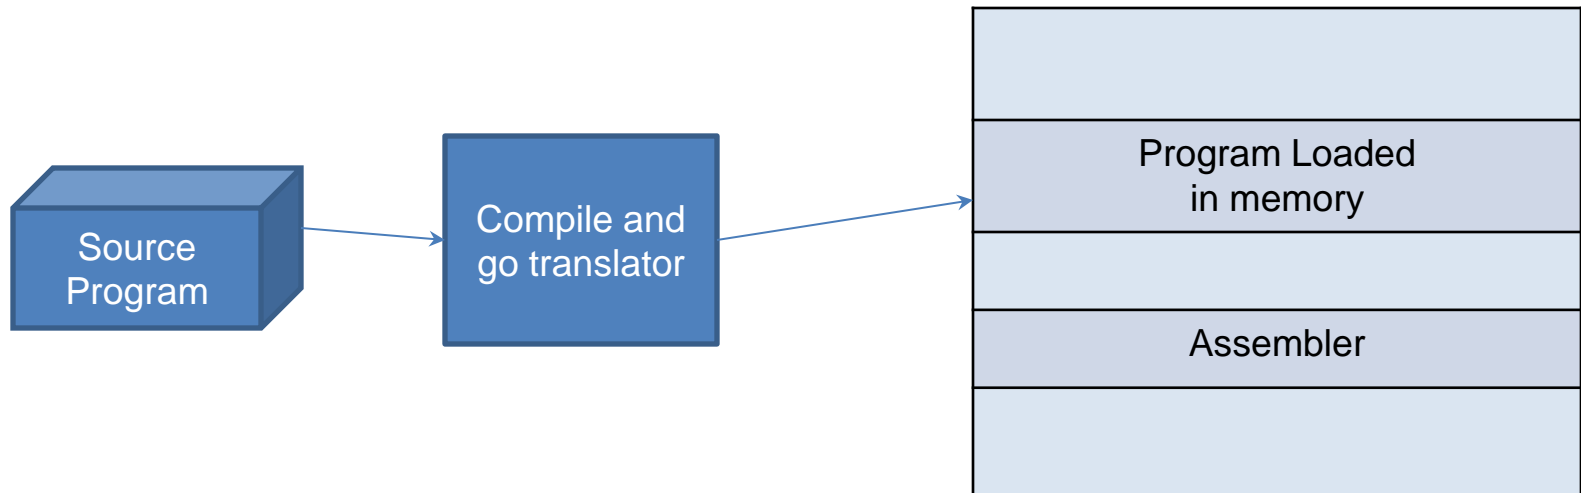 Source
Program
Compile and
go translator
Program Loaded
in memory
Assembler